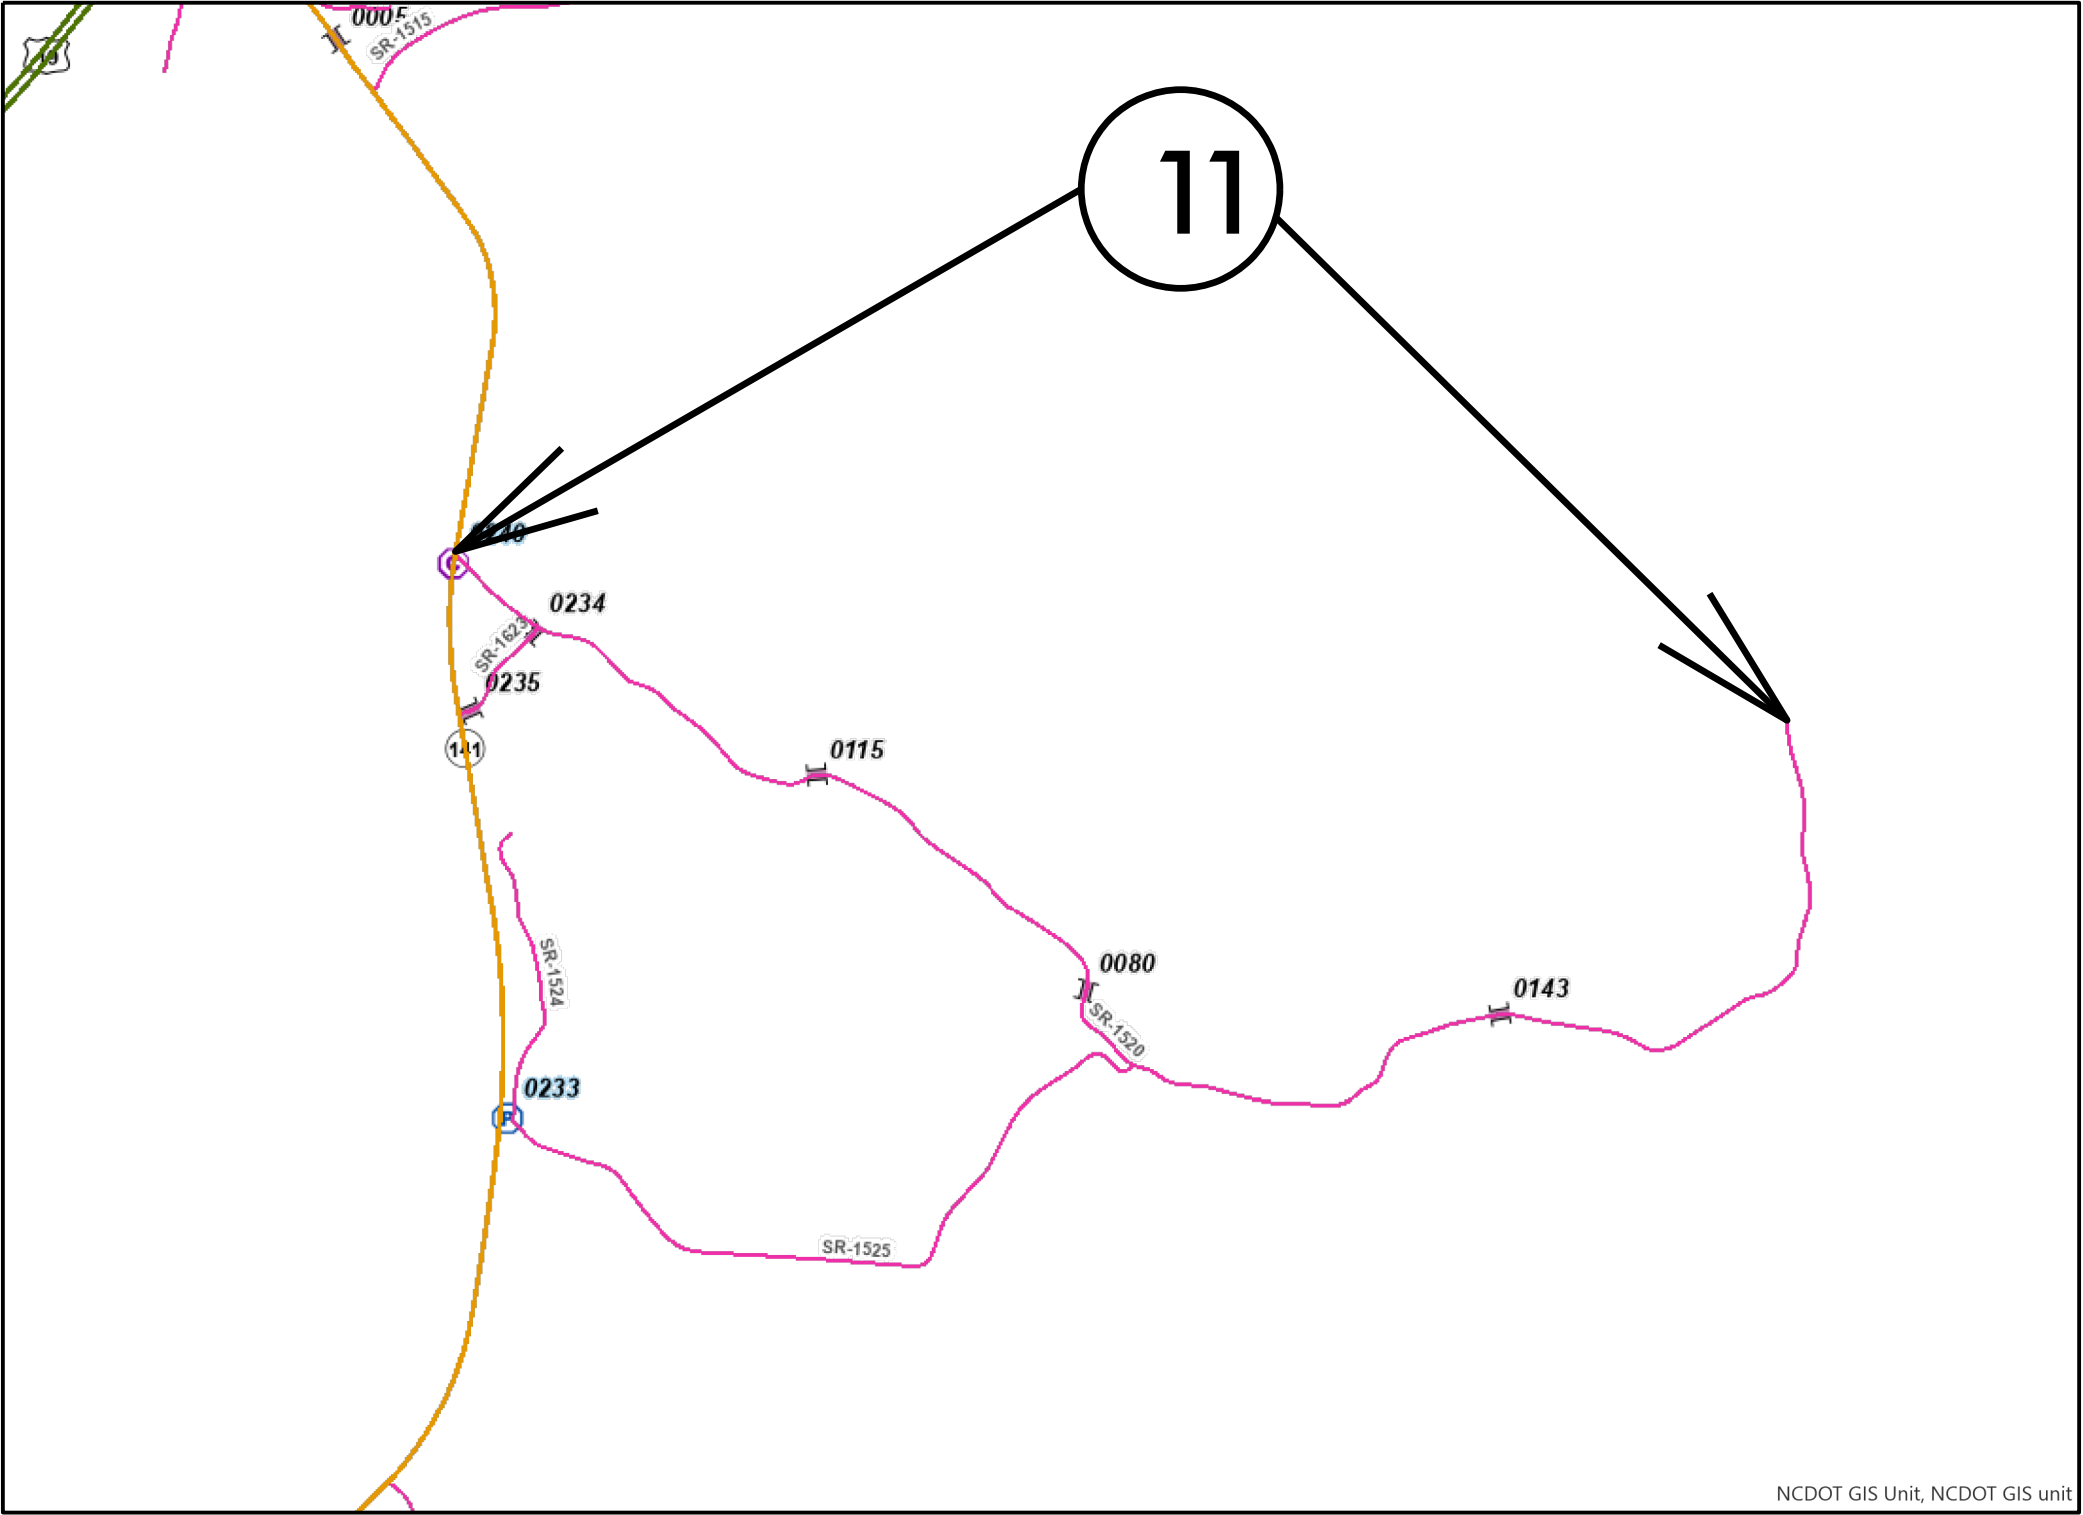 0005
SR-1515
11
0234
SR-1623
0235
141
0115
SR-1524
0080
SR-1520
0143
0233
P
SR-1525
NCDOT GIS Unit, NCDOT GIS unit